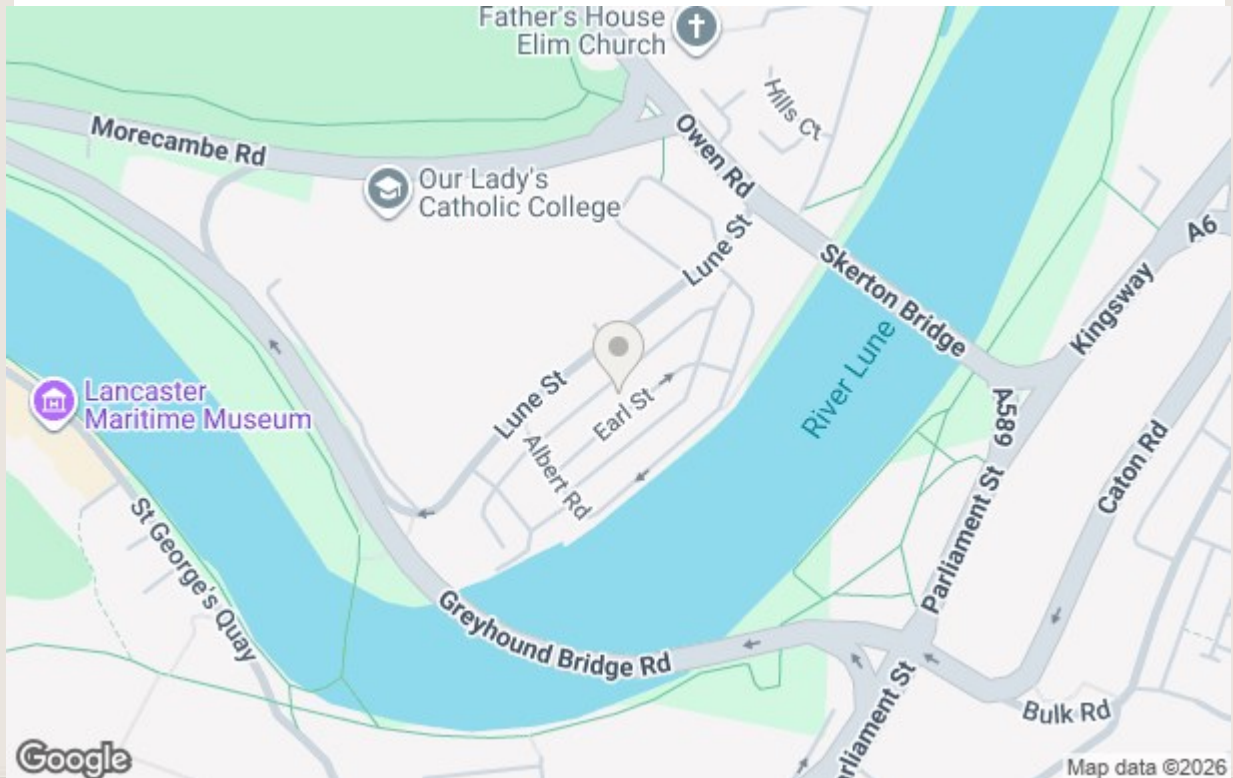 Father's House
Elim Church
Hills Ct
Morecambe Rd
Owen Rd
Our Lady's
Catholic College
A6
Lune St
Skerton Bridge
Kingsway
River Lune
Lancaster
Maritime Museum
Lune St
Earl St
A589
Albert Rd
Caton Rd
St George's Quay
Parliament St
Greyhound Bridge Rd
Parliament St
Bulk Rd
Google
Map data ©2026